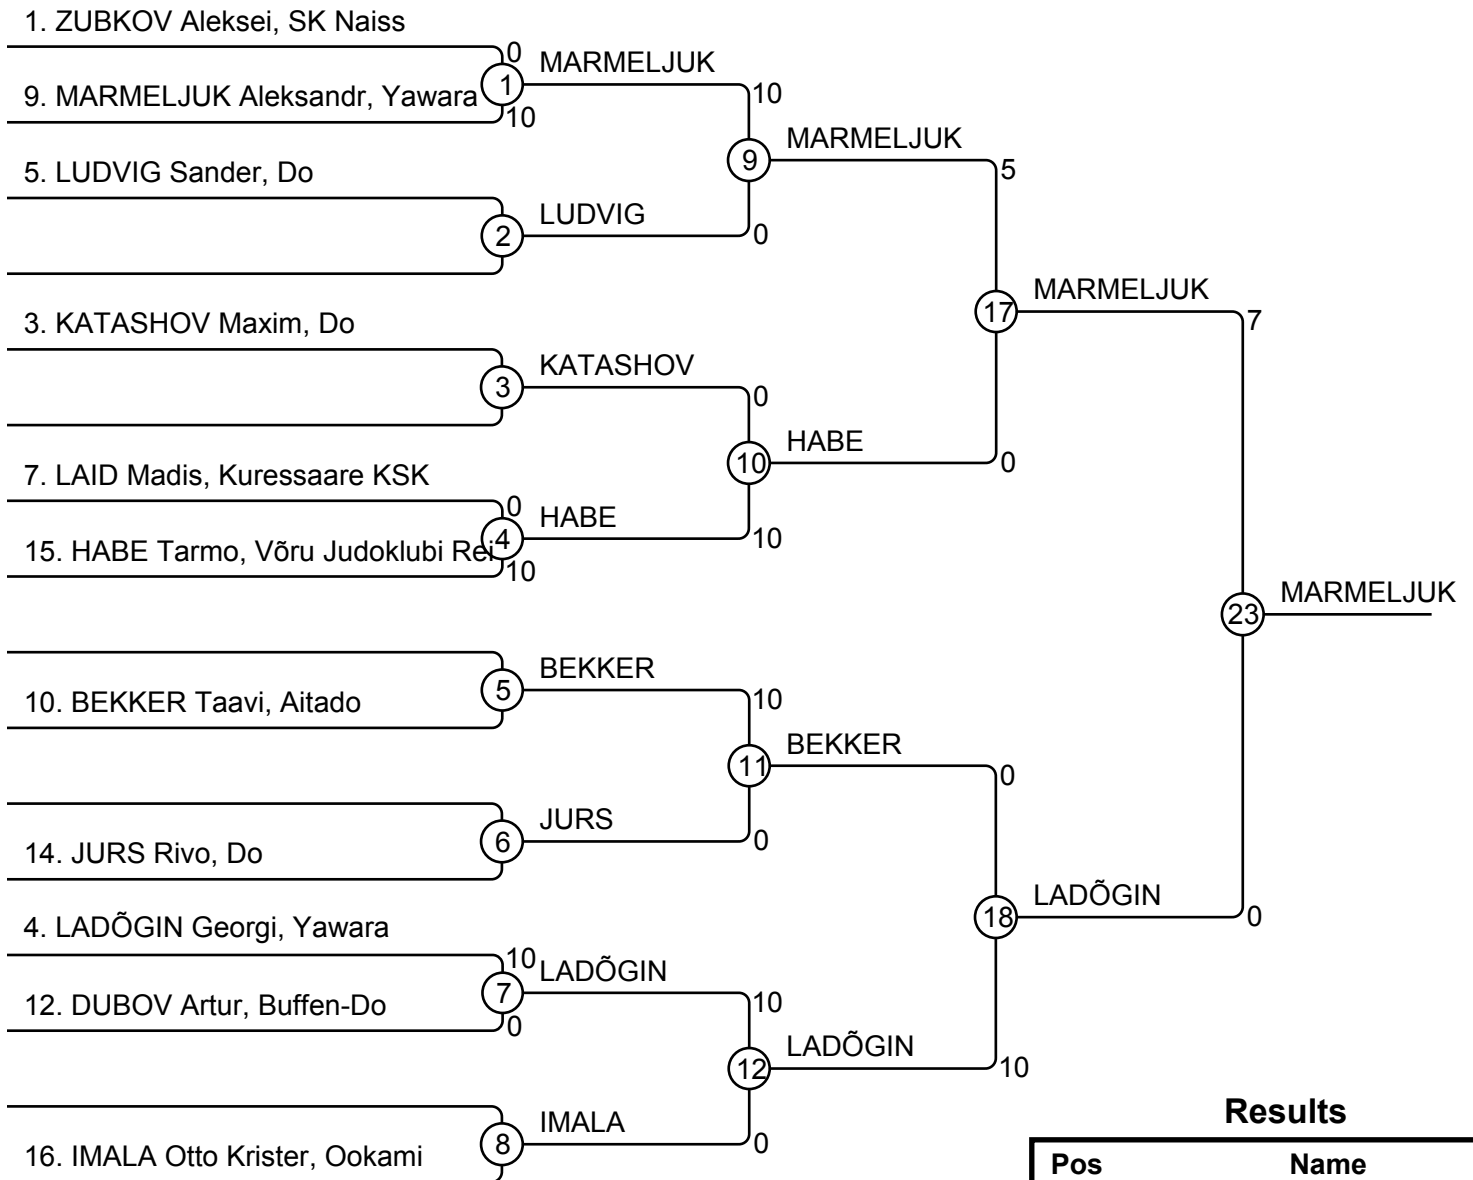 1. ZUBKOV Aleksei, SK Naiss
0
MARMELJUK
1
9. MARMELJUK Aleksandr, Yawara
10
10
MARMELJUK
9
5
5. LUDVIG Sander, Do
LUDVIG
2
0
MARMELJUK
17
7
3. KATASHOV Maxim, Do
KATASHOV
3
0
HABE
10
0
7. LAID Madis, Kuressaare KSK
0
HABE
4
10
15. HABE Tarmo, Võru Judoklubi Rei
10
MARMELJUK
23
BEKKER
5
10
10. BEKKER Taavi, Aitado
BEKKER
11
0
JURS
6
0
14. JURS Rivo, Do
LADÕGIN
18
0
4. LADÕGIN Georgi, Yawara
10
LADÕGIN
7
10
12. DUBOV Artur, Buffen-Do
0
LADÕGIN
12
10
IMALA
8
0
16. IMALA Otto Krister, Ookami
Results
Pos Name